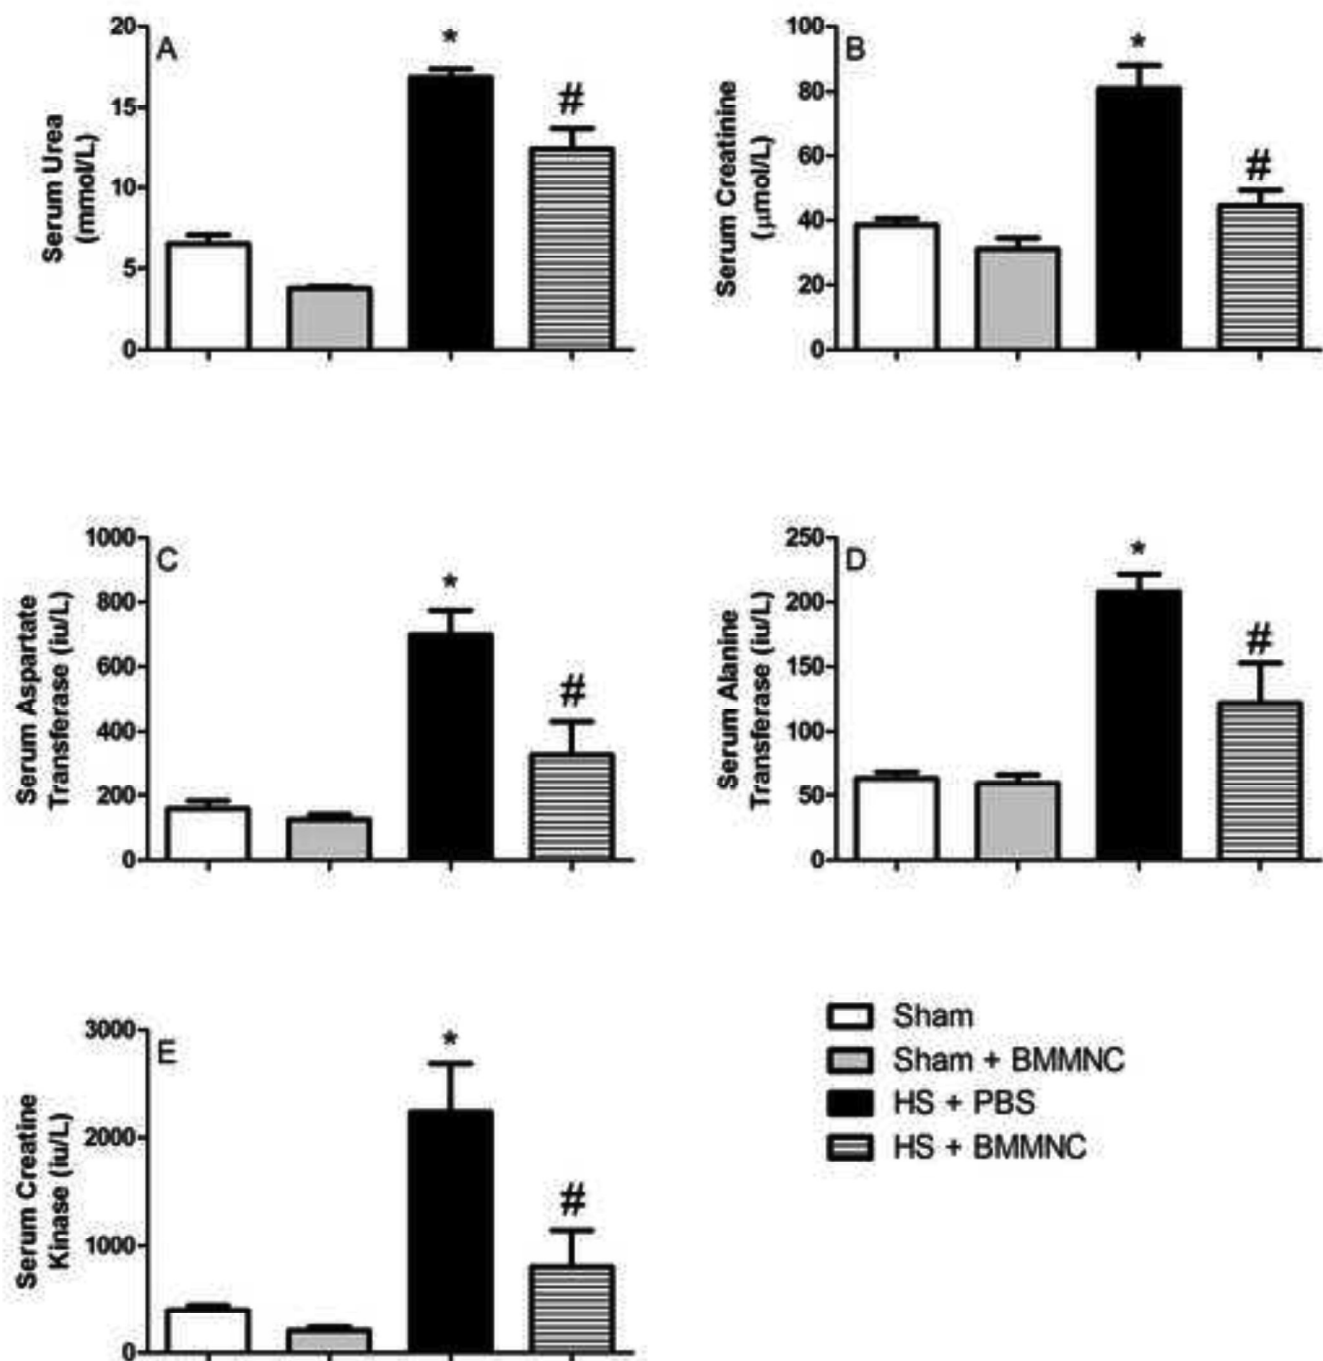 A
Serum Urea
(mmol/L)
20
15
10
5
0
*
#
B
Serum Creatinine
(μmol/L)
100
80
60
40
20
0
*
#
C
Serum Aspartate
Transferase (iu/L)
1000
800
600
400
200
0
*
#
D
Serum Alanine
Transferase (iu/L)
250
200
150
100
50
0
*
#
E
Serum Creatine
Kinase (iu/L)
3000
2000
1000
0
*
#
Sham
Sham + BMMNC
HS + PBS
HS + BMMNC